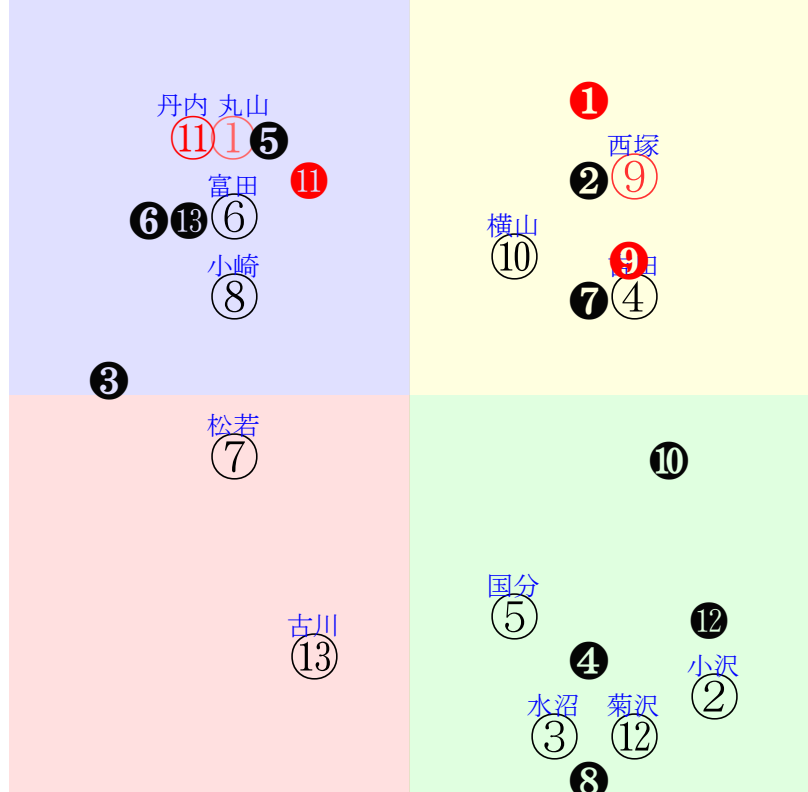 ❶
丹内 丸山
⑪ ① ❺
西塚
❷ ⑨
⓫
富田
❻ ⓭ ⑥
横山
⑩
❾
小崎
⑧
❼ ④
❸
松若
⑦
❿
国分
⑤
⓬
古川
⑬
❹
小沢
②
水沼 菊沢
③ ⑫
❽